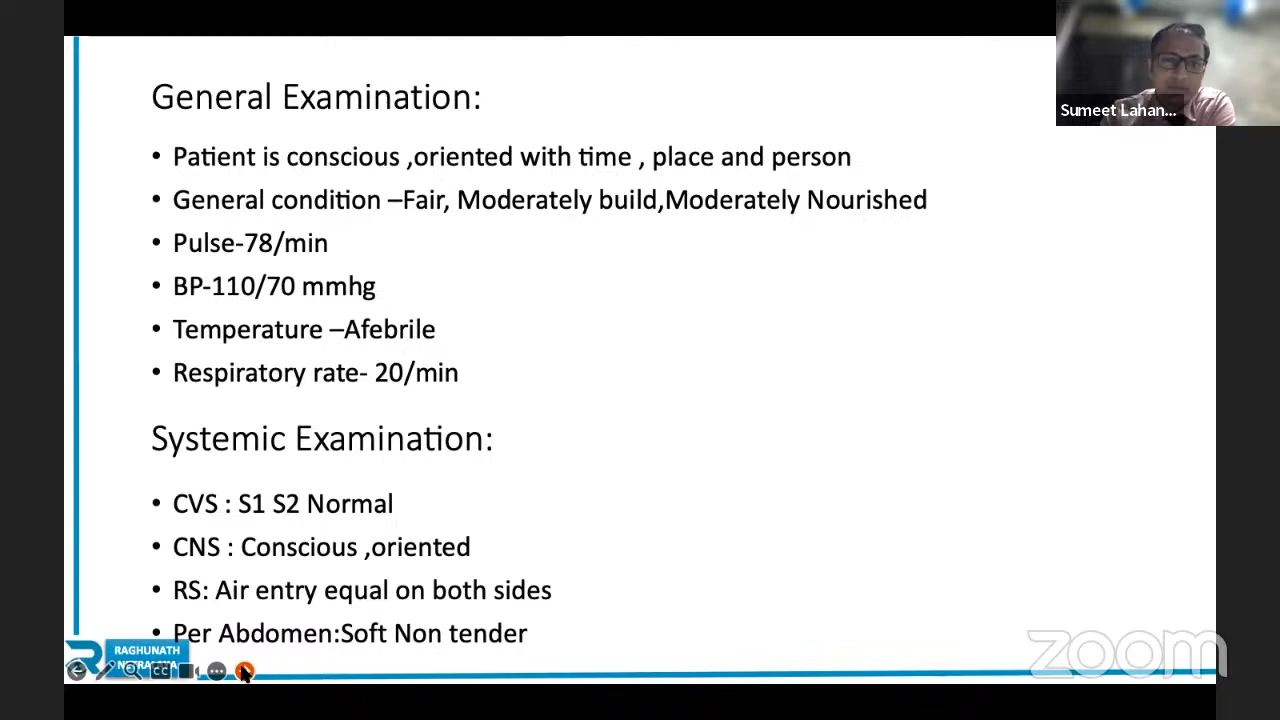 General Examination:
• Patient is conscious ,oriented with time , place and person
• General condition –Fair, Moderately build,Moderately Nourished
• Pulse-78/min
• BP-110/70 mmhg
• Temperature –Afebrile
• Respiratory rate- 20/min
Systemic Examination:
• CVS : S1 S2 Normal
• CNS : Conscious ,oriented
• RS: Air entry equal on both sides
• Per Abdomen:Soft Non tender
Sumeet Lahan...
RAGHUNATH
CC
zoom